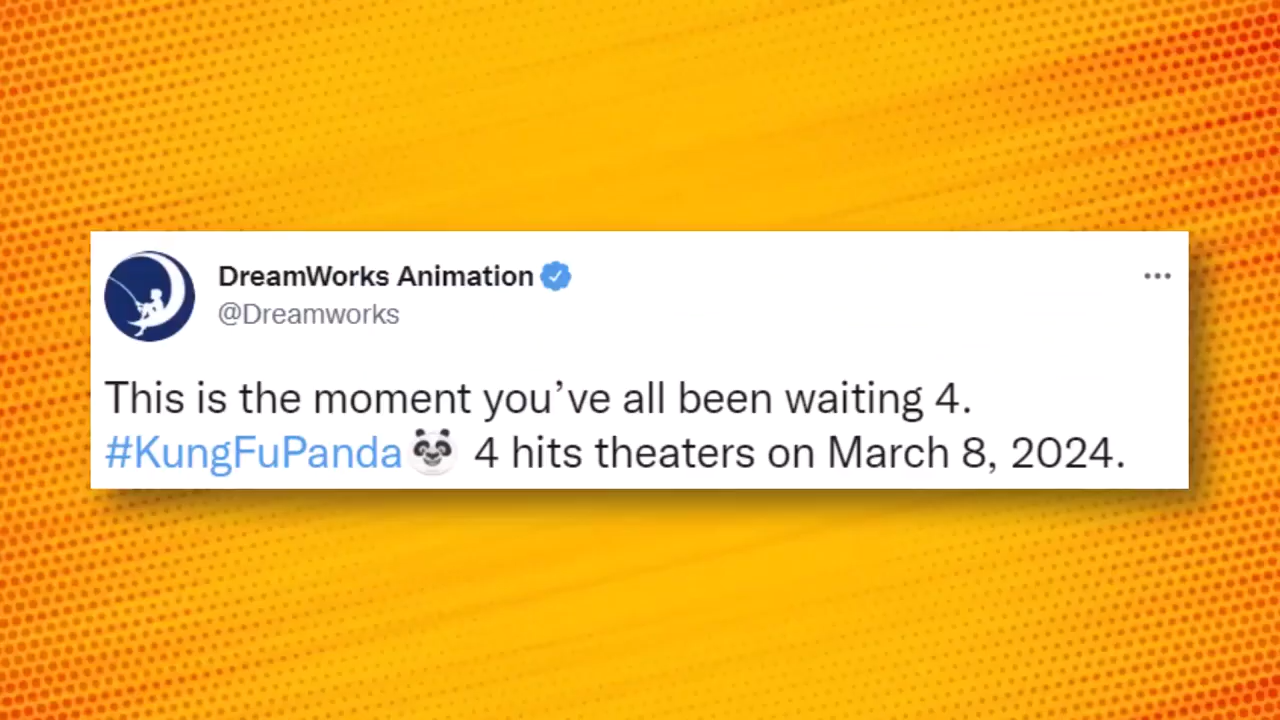 DreamWorks Animation
@Dreamworks
This is the moment you’ve all been waiting 4.
#KungFuPanda🐼 4 hits theaters on March 8, 2024.